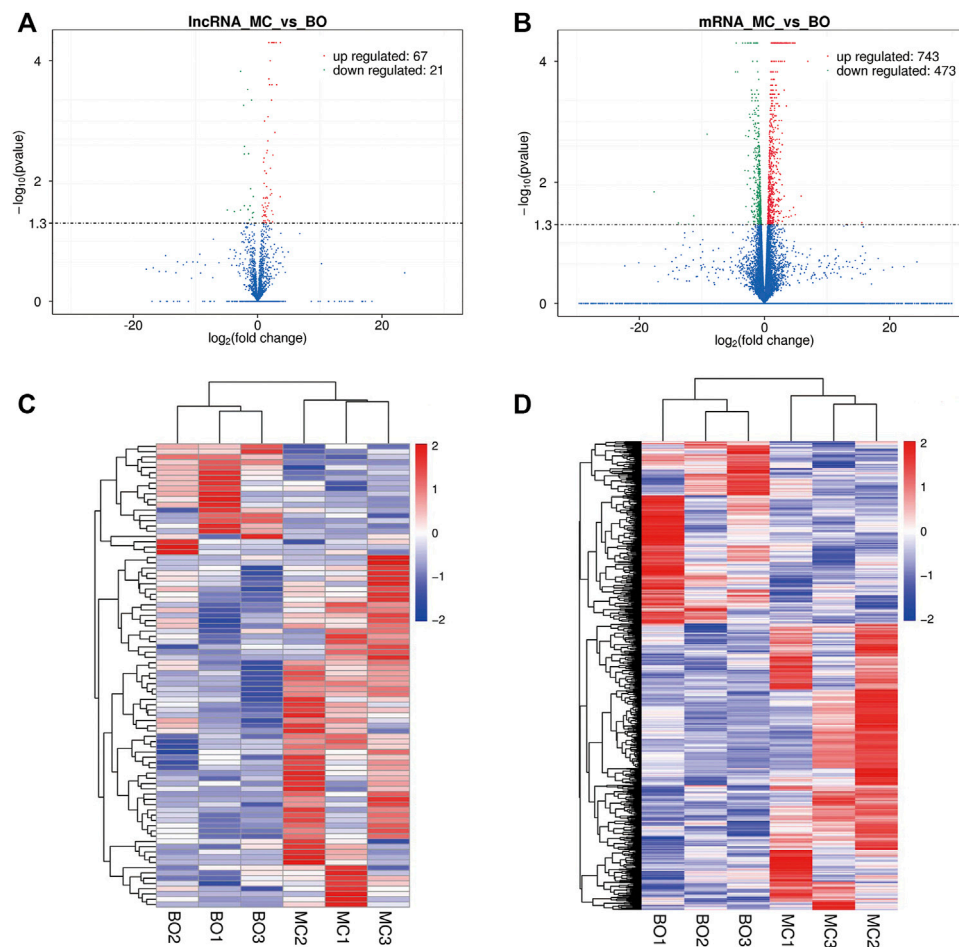 A
lncRNA_MC_vs_BO
up regulated: 67
down regulated: 21
4
2
1.3
0
−log10(pvalue)
-20
0
20
log2(fold change)
B
mRNA_MC_vs_BO
up regulated: 743
down regulated: 473
4
2
1.3
0
−log10(pvalue)
-20
0
20
log2(fold change)
C
2
1
0
−1
−2
BO2
BO1
BO3
MC2
MC1
MC3
D
2
1
0
−1
−2
BO1
BO2
BO3
MC1
MC3
MC2